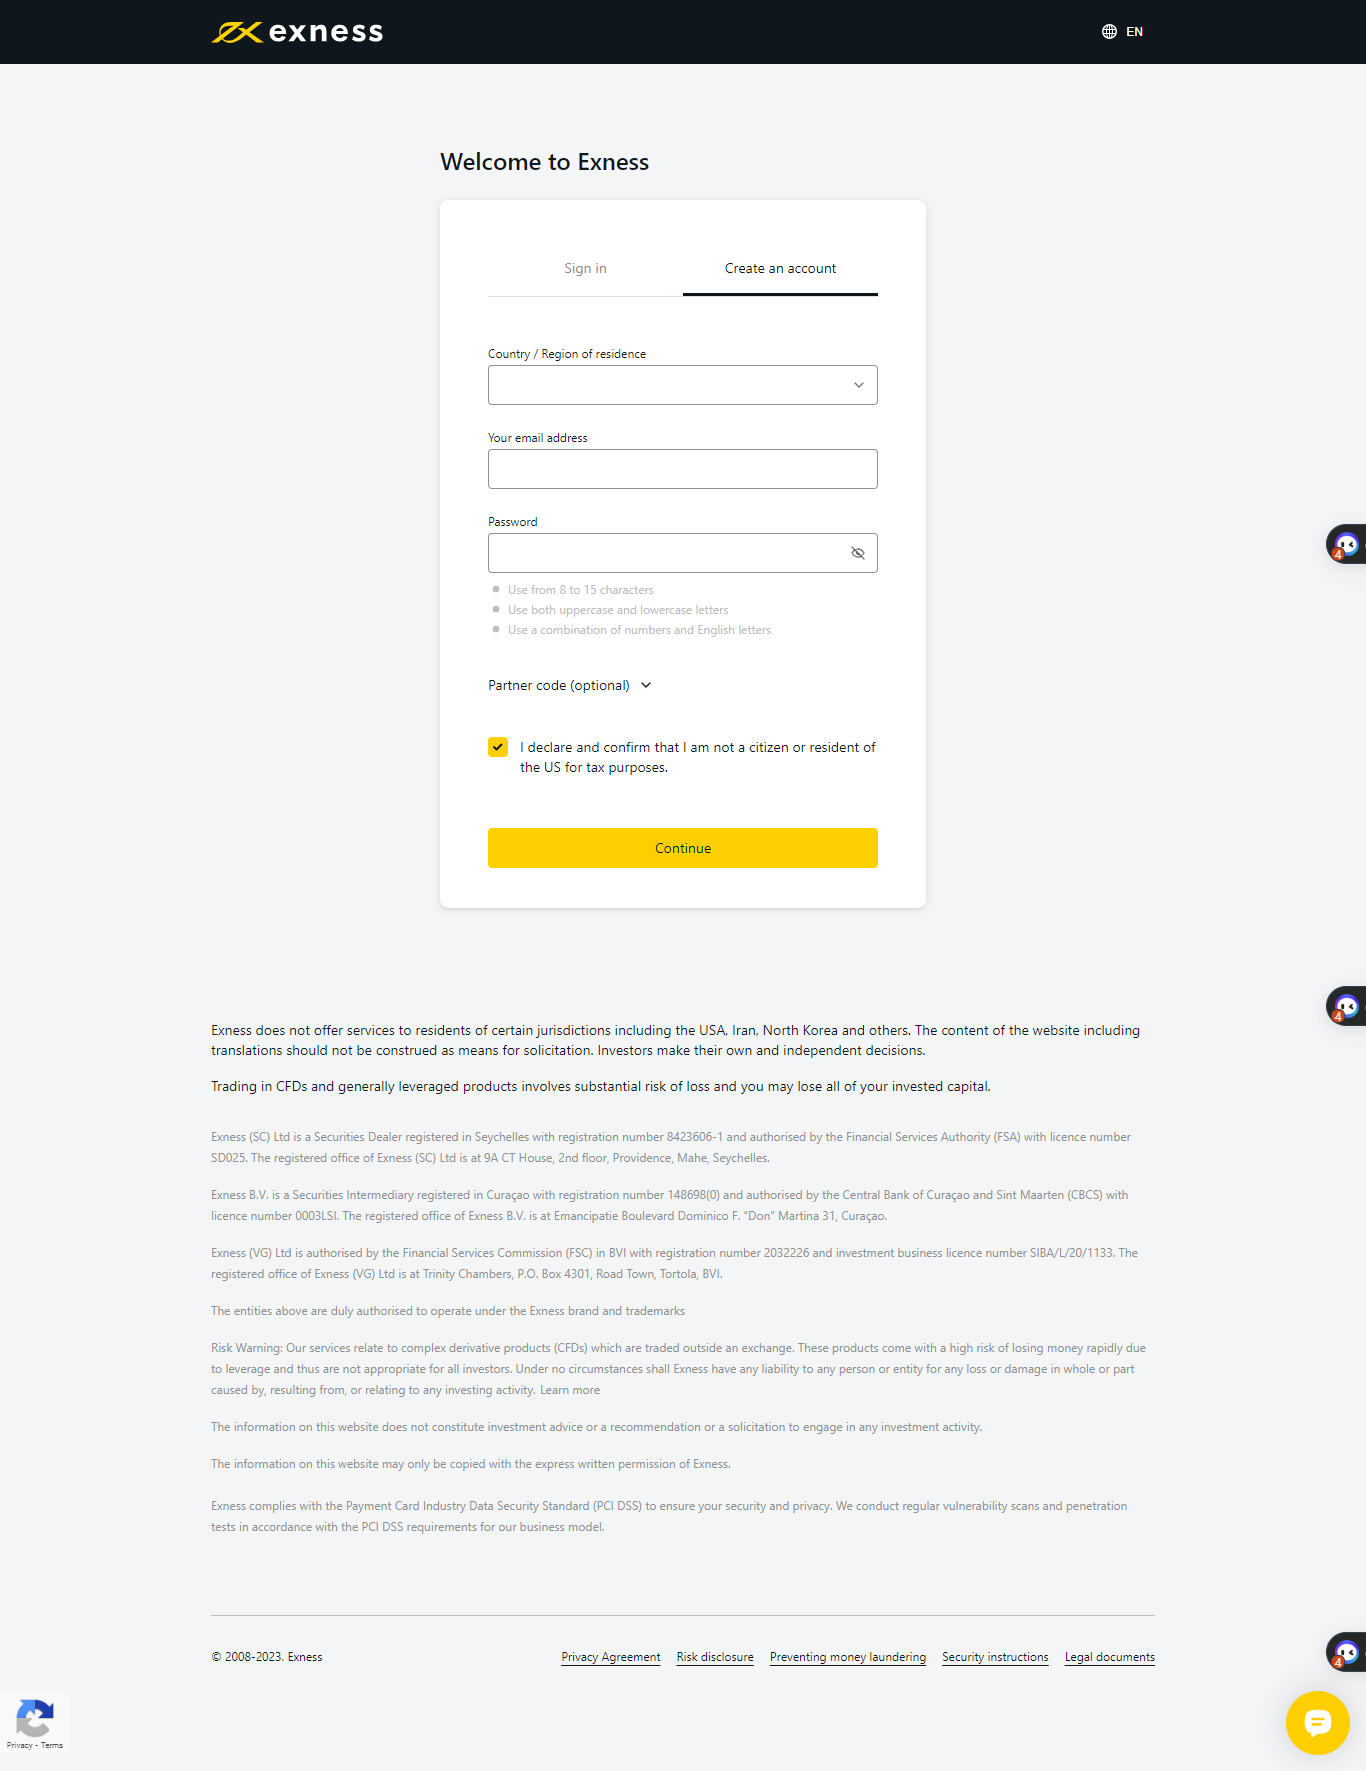 exness
EN
Welcome to Exness
Sign in
Create an account
Country / Region of residence
Your email address
Password
Use from 8 to 15 characters
Use both uppercase and lowercase letters
Use a combination of numbers and English letters
Partner code (optional)
I declare and confirm that I am not a citizen or resident of
the US for tax purposes.
Continue
4
4
Exness does not offer services to residents of certain jurisdictions including the USA, Iran, North Korea and others. The content of the website including
translations should not be construed as means for solicitation. Investors make their own and independent decisions.
Trading in CFDs and generally leveraged products involves substantial risk of loss and you may lose all of your invested capital.
Exness (SC) Ltd is a Securities Dealer registered in Seychelles with registration number 8423606-1 and authorised by the Financial Services Authority (FSA) with licence number
SD025. The registered office of Exness (SC) Ltd is at 9A CT House, 2nd floor, Providence, Mahe, Seychelles.
Exness B.V. is a Securities Intermediary registered in Curaçao with registration number 148698(0) and authorised by the Central Bank of Curaçao and Sint Maarten (CBCS) with
licence number 0003LSI. The registered office of Exness B.V. is at Emancipatie Boulevard Dominico F. “Don” Martina 31, Curaçao.
Exness (VG) Ltd is authorised by the Financial Services Commission (FSC) in BVI with registration number 2032226 and investment business licence number SIBA/L/20/1133. The
registered office of Exness (VG) Ltd is at Trinity Chambers, P.O. Box 4301, Road Town, Tortola, BVI.
The entities above are duly authorised to operate under the Exness brand and trademarks
Risk Warning: Our services relate to complex derivative products (CFDs) which are traded outside an exchange. These products come with a high risk of losing money rapidly due
to leverage and thus are not appropriate for all investors. Under no circumstances shall Exness have any liability to any person or entity for any loss or damage in whole or part
caused by, resulting from, or relating to any investing activity. Learn more
The information on this website does not constitute investment advice or a recommendation or a solicitation to engage in any investment activity.
The information on this website may only be copied with the express written permission of Exness.
Exness complies with the Payment Card Industry Data Security Standard (PCI DSS) to ensure your security and privacy. We conduct regular vulnerability scans and penetration
tests in accordance with the PCI DSS requirements for our business model.
© 2008-2023. Exness
Privacy Agreement
Risk disclosure
Preventing money laundering
Security instructions
Legal documents
4
Privacy - Terms